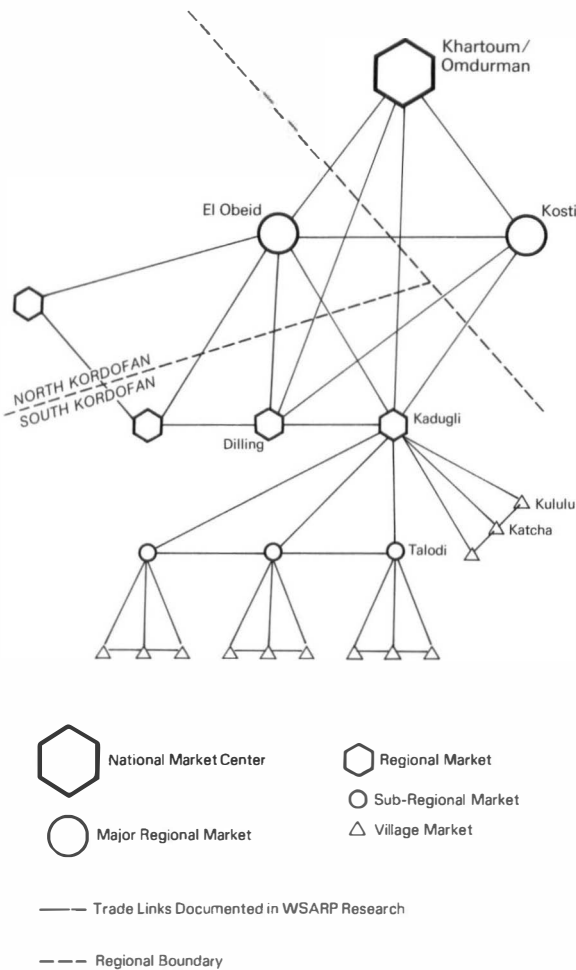 Khartoum/
Omdurman
El Obeid
Kosti
NORTH KORDOFAN
SOUTH KORDOFAN
Dilling
Kadugli
Kululu
Katcha
Talodi
National Market Center
Regional Market
Sub-Regional Market
Major Regional Market
Village Market
Trade Links Documented in WSARP Research
Regional Boundary